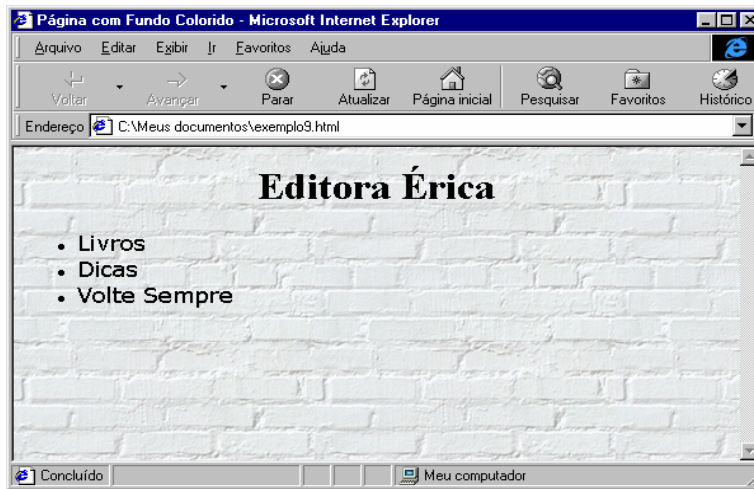 Página com Fundo Colorido - Microsoft Internet Explorer
Arquivo Editar Exibir Ir Favoritos Ajuda
Voltar Avançar Parar Atualizar Página inicial Pesquisar Favoritos Histórico
Endereço C:\Meus documentos\exemplo9.html
Editora Érica
• Livros
• Dicas
• Volte Sempre
Concluído Meu computador